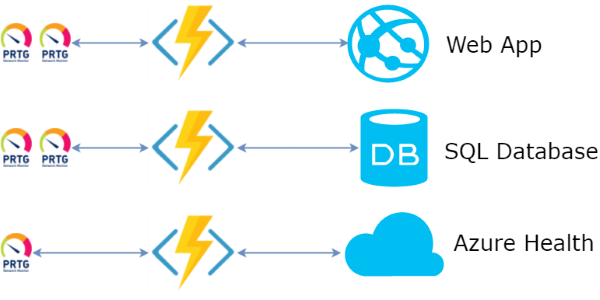 PRTG PRTG Web App
Network Monitor Network Monitor
PRTG PRTG DB SQL Database
Network Monitor Network Monitor
PRTG Azure Health
Network Monitor